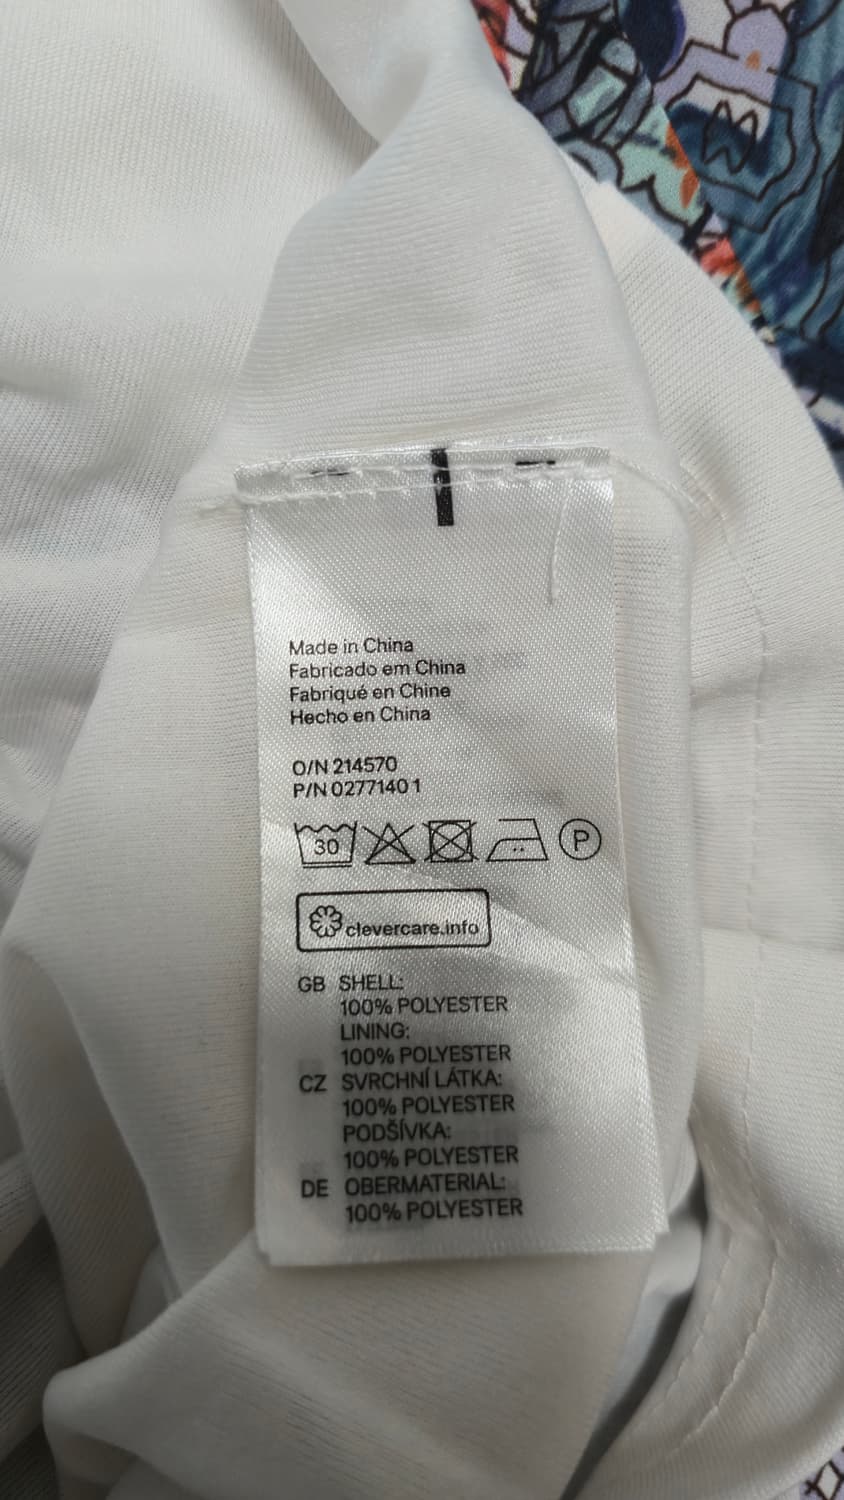 Made in China
Fabricado em China
Fabriqué en Chine
Hecho en China
O/N 214570
P/N 0277140 1
30 P
clevercare.info
GB SHELL:
100% POLYESTER
LINING:
100% POLYESTER
CZ SVRCHNÍ LÁTKA:
100% POLYESTER
PODŠÍVKA:
100% POLYESTER
DE OBERMATERIAL:
100% POLYESTER